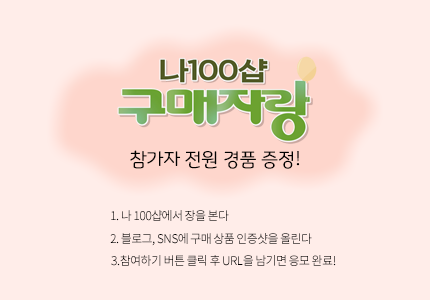 나100샵
구매자랑
참가자 전원 경품 증정!
1. 나 100샵에서 장을 본다
2. 블로그, SNS에 구매 상품 인증샷을 올린다
3.참여하기 버튼 클릭 후 URL을 남기면 응모 완료!